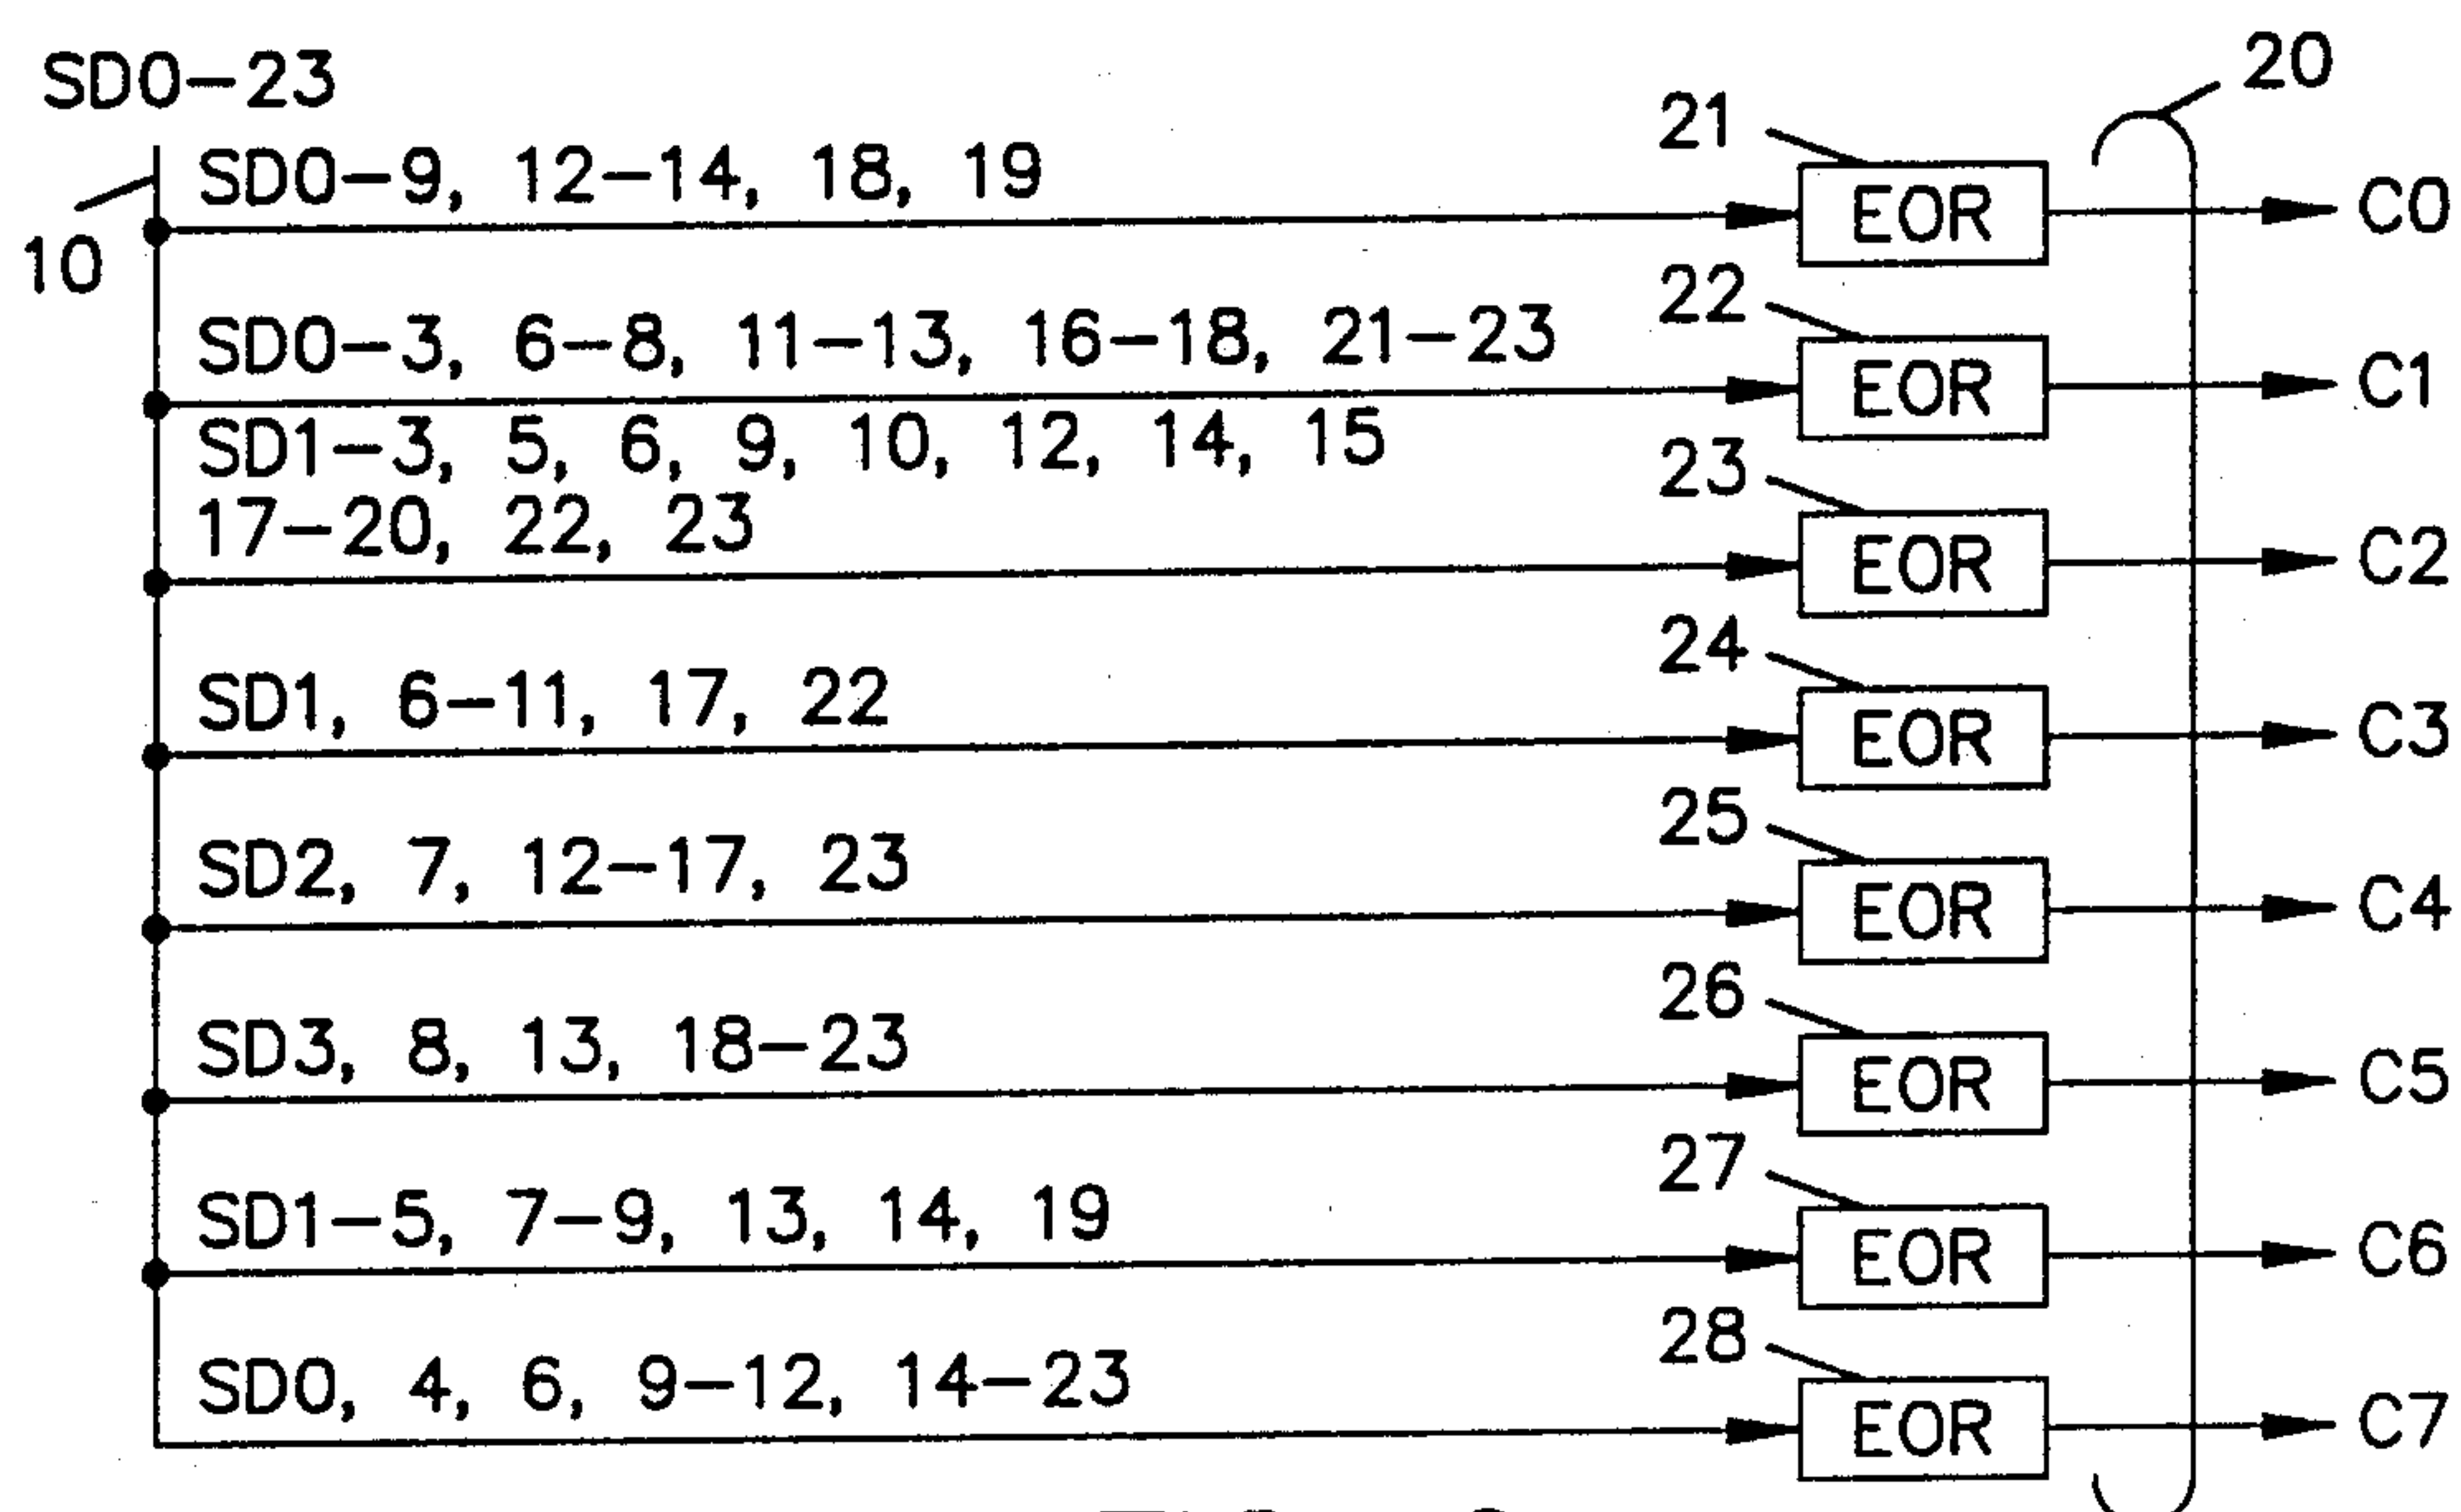 SD0-23
20
21
SD0-9, 12-14, 18, 19
EOR
C0
10
22
SD0-3, 6-8, 11-13, 16-18, 21-23
EOR
C1
SD1-3, 5, 6, 9, 10, 12, 14, 15
23
17-20, 22, 23
EOR
C2
24
SD1, 6-11, 17, 22
EOR
C3
25
SD2, 7, 12-17, 23
EOR
C4
26
SD3, 8, 13, 18-23
EOR
C5
27
SD1-5, 7-9, 13, 14, 19
EOR
C6
28
SD0, 4, 6, 9-12, 14-23
EOR
C7